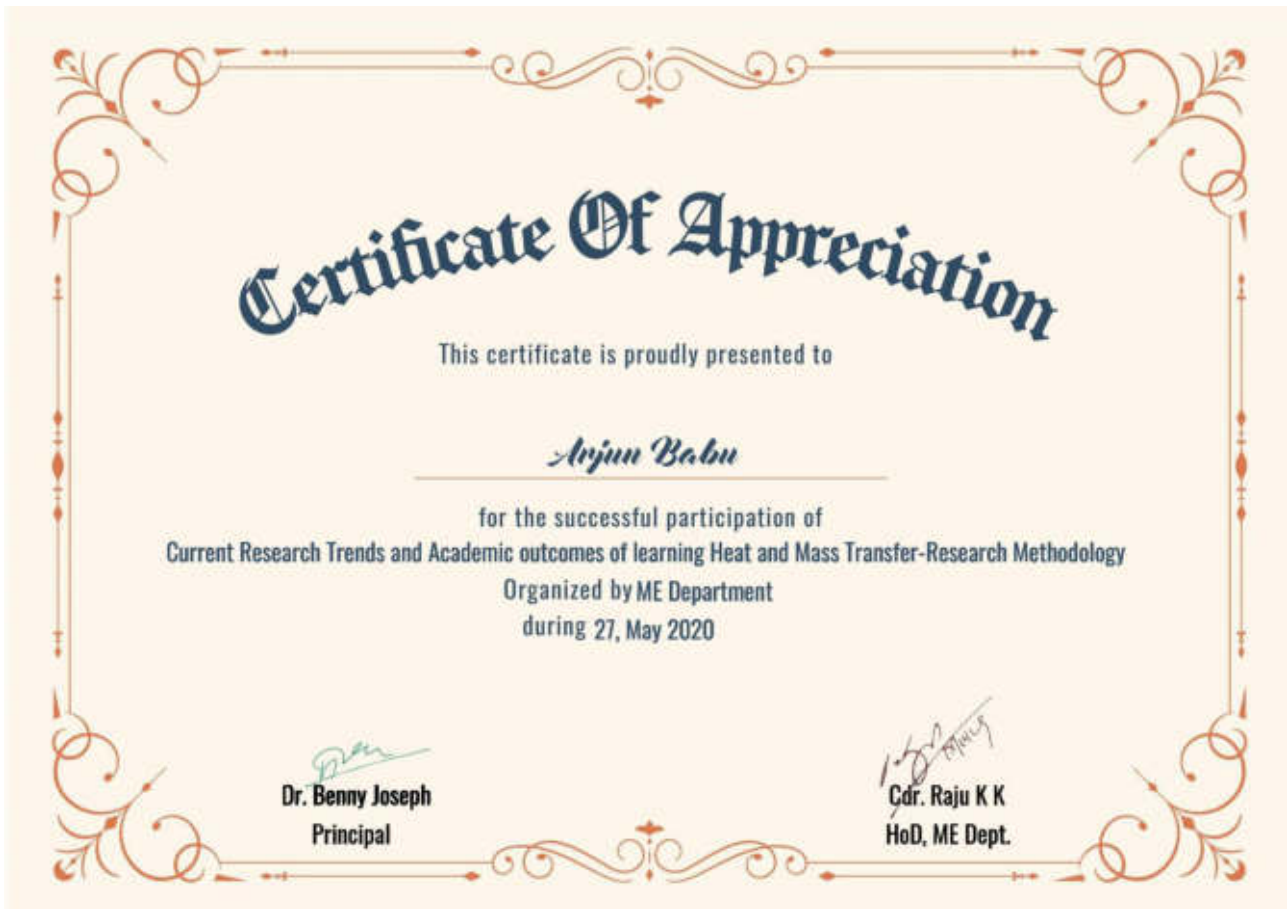 Certificate Of Appreciation
This certificate is proudly presented to
Arjun Babu
for the successful participation of
Current Research Trends and Academic outcomes of learning Heat and Mass Transfer-Research Methodology
Organized by ME Department
during 27, May 2020
Dr. Benny Joseph
Principal
Cdr. Raju K K
HoD, ME Dept.